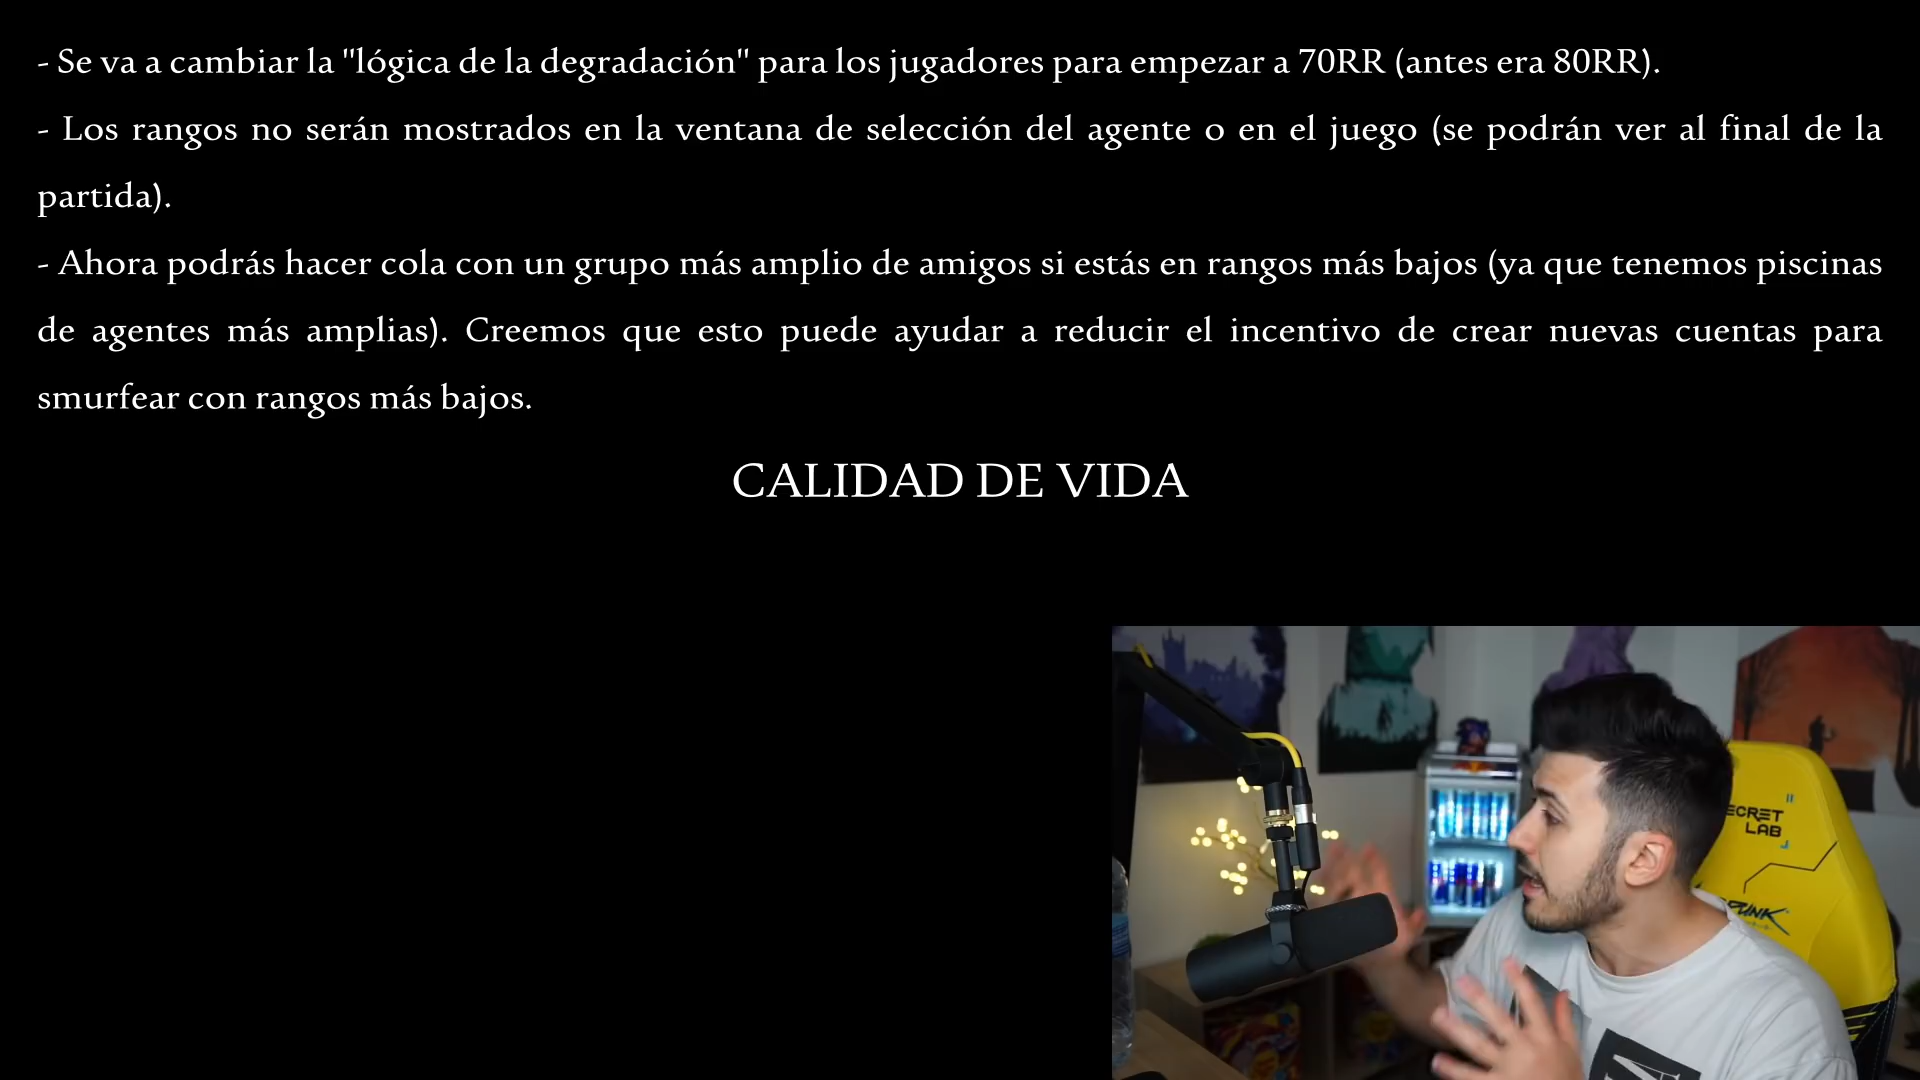 - Se va a cambiar la "lógica de la degradación" para los jugadores para empezar a 70RR (antes era 80RR).
- Los rangos no serán mostrados en la ventana de selección del agente o en el juego (se podrán ver al final de la
partida).
- Ahora podrás hacer cola con un grupo más amplio de amigos si estás en rangos más bajos (ya que tenemos piscinas
de agentes más amplias). Creemos que esto puede ayudar a reducir el incentivo de crear nuevas cuentas para
smurfear con rangos más bajos.
CALIDAD DE VIDA
ECRET
LAB
PUNK